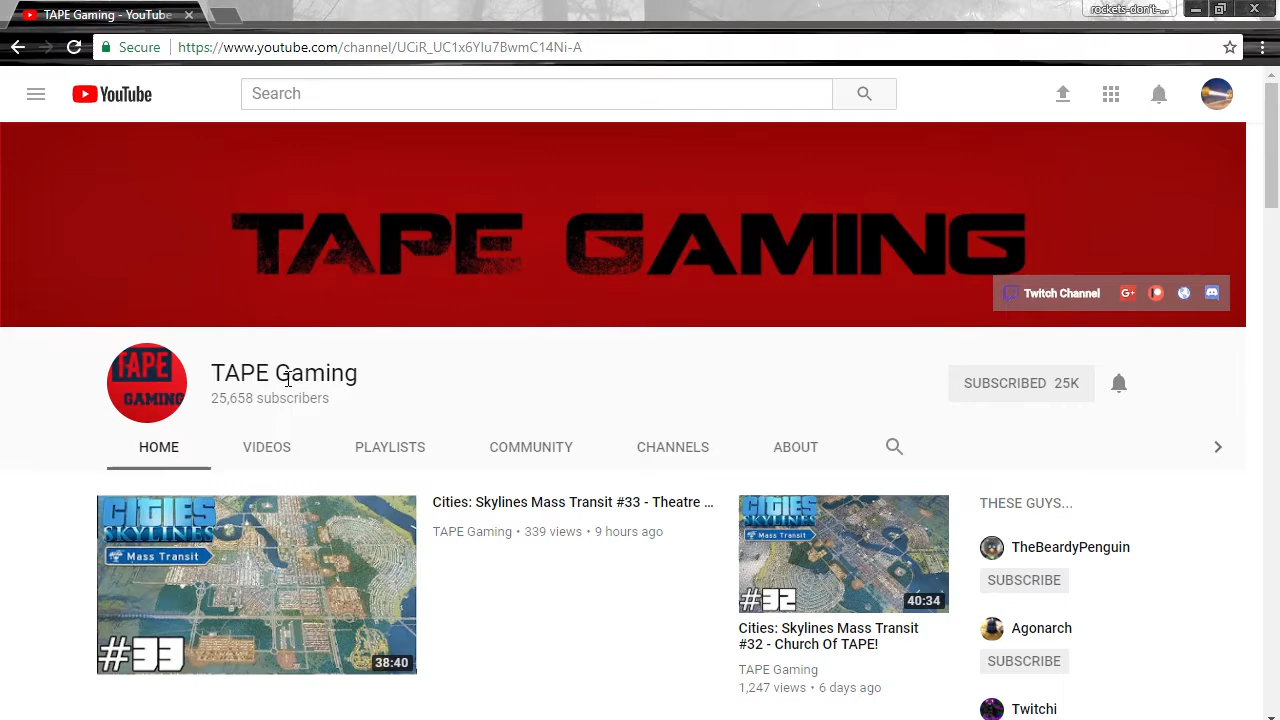 TAPE Gaming - YouTube
rockets-don't-...
Secure
https://www.youtube.com/channel/UCiR_UC1x6Ylu7BwmC14Ni-A
YouTube
Search
TAPE GAMING
Twitch Channel
G+
TAPE
GAMING
TAPE Gaming
25,658 subscribers
SUBSCRIBED 25K
HOME
VIDEOS
PLAYLISTS
COMMUNITY
CHANNELS
ABOUT
CITIES
SKYLINES
Mass Transit
#33
38:40
Cities: Skylines Mass Transit #33 - Theatre ...
TAPE Gaming • 339 views • 9 hours ago
CITIES
SKYLINES
Mass Transit
#32
40:34
Cities: Skylines Mass Transit
#32 - Church Of TAPE!
TAPE Gaming
1,247 views • 6 days ago
THESE GUYS...
TheBeardyPenguin
SUBSCRIBE
Agonarch
SUBSCRIBE
Twitchi